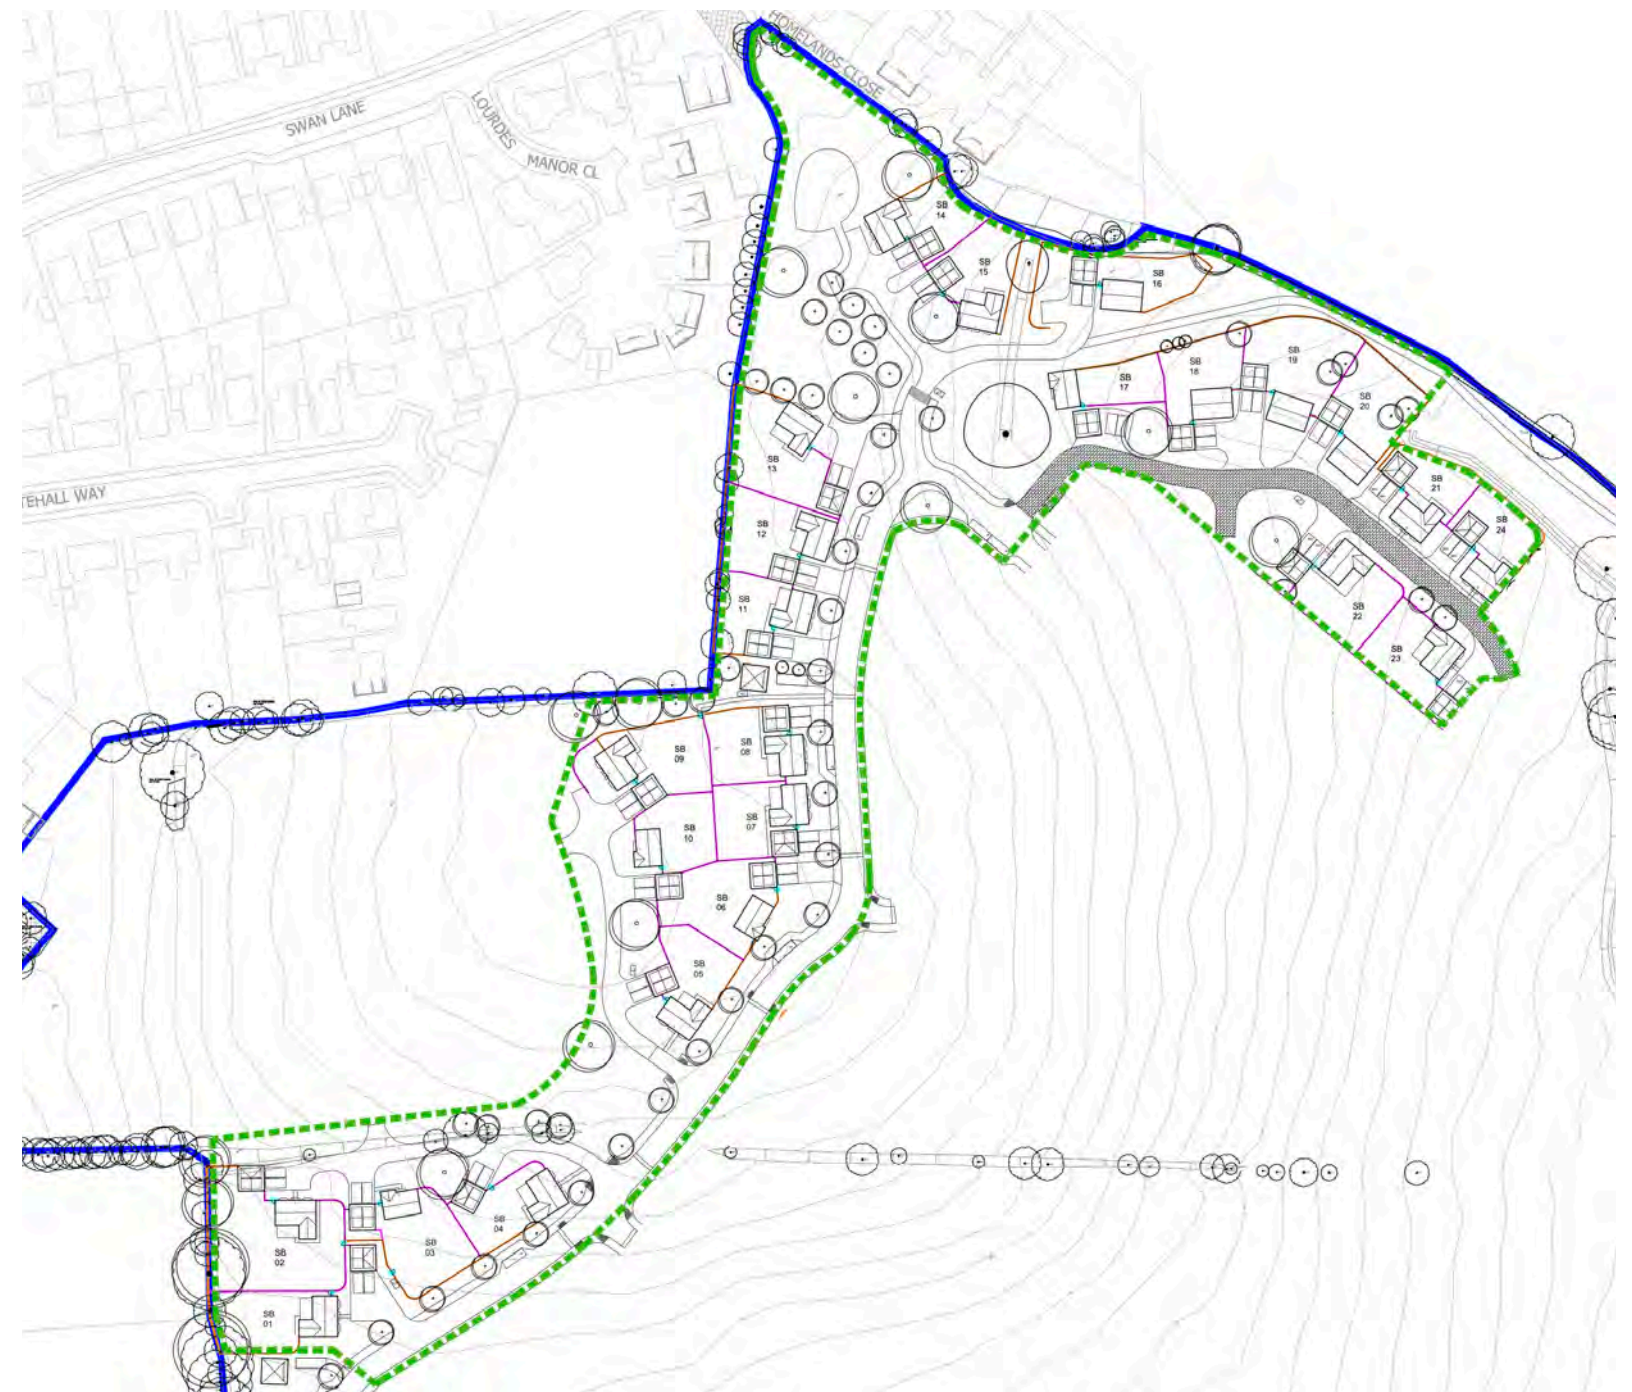 HOMELANDS CLOSE
SWAN LANE
LOURDES
MANOR CL
SB
14
SB
15
SB
16
SB
17
SB
18
SB
19
SB
20
SB
13
SB
21
SB
24
TEHALL WAY
SB
12
SB
11
SB
22
SB
23
SB
09
SB
08
SB
10
SB
07
SB
06
SB
05
SB
04
SB
03
SB
02
SB
01